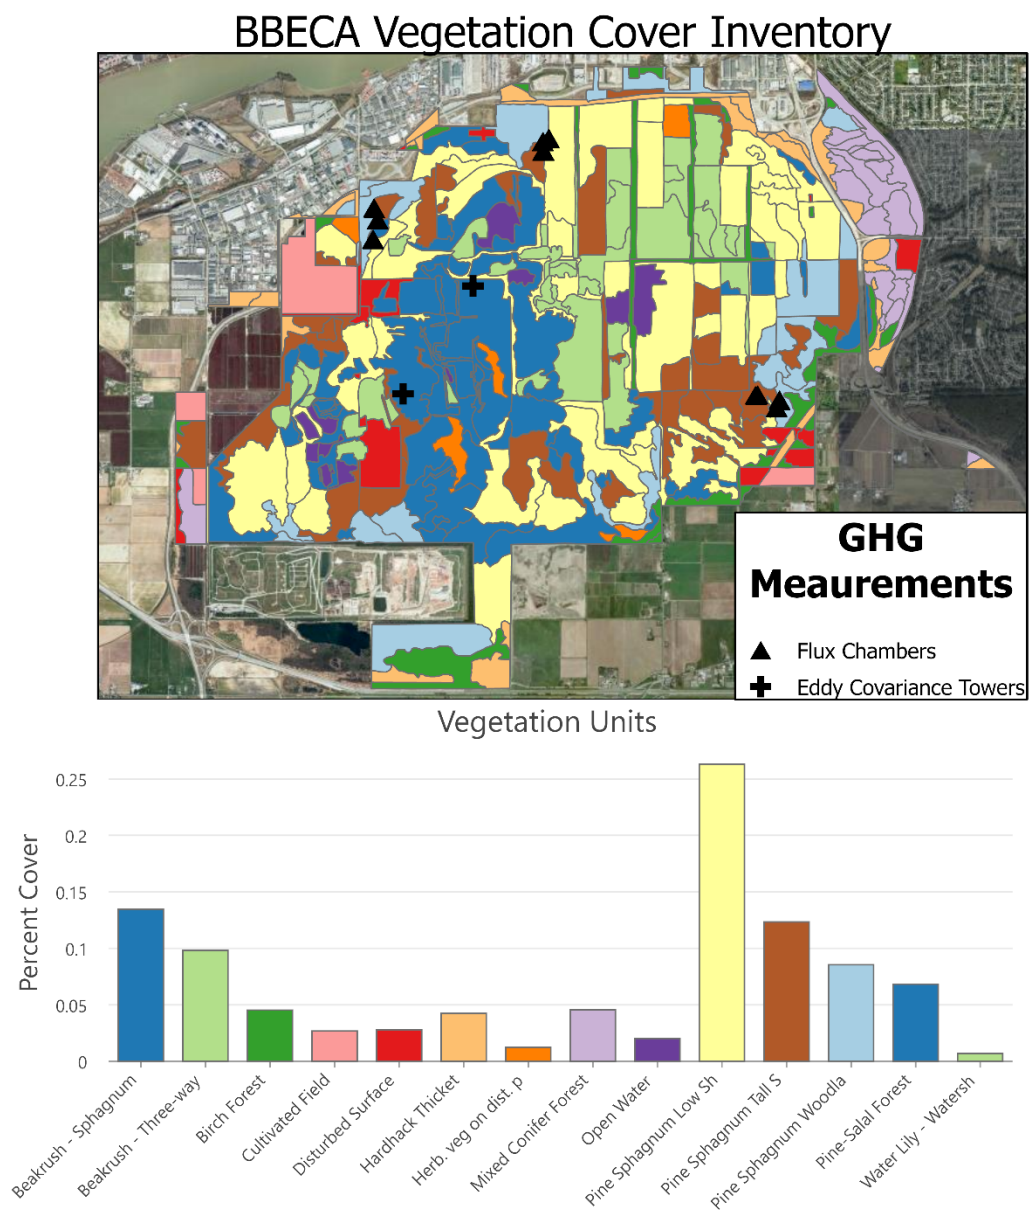 BBECA Vegetation Cover Inventory
GHG
Meaurements
Flux Chambers
Eddy Covariance Towers
Vegetation Units
Percent Cover
0.25
0.2
0.15
0.1
0.05
0
Beakrush - Sphagnum
Beakrush - Three-way
Birch Forest
Cultivated Field
Disturbed Surface
Hardhack Thicket
Herb. veg on dist. p
Mixed Conifer Forest
Open Water
Pine Sphagnum Low Sh
Pine Sphagnum Tall S
Pine Sphagnum Woodla
Pine-Salal Forest
Water Lily - Watersh